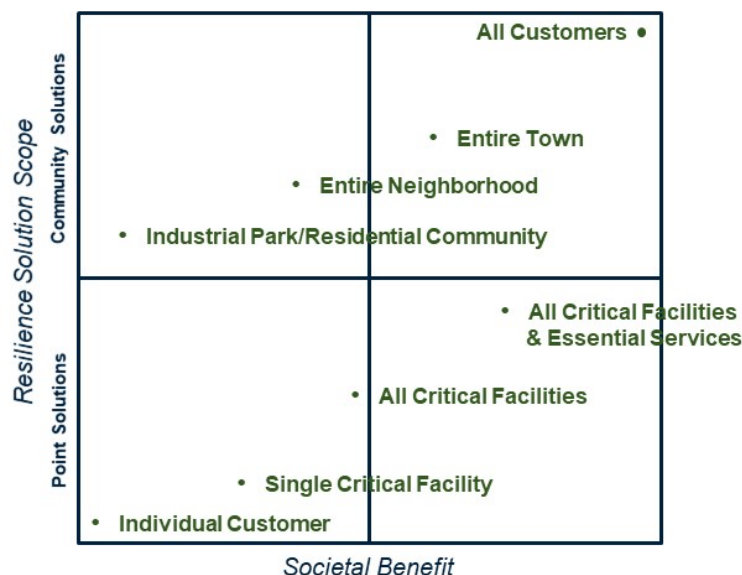 Resilience Solution Scope
Community Solutions
Point Solutions
All Customers
Entire Town
Entire Neighborhood
Industrial Park/Residential Community
All Critical Facilities
& Essential Services
All Critical Facilities
Single Critical Facility
Individual Customer
Societal Benefit